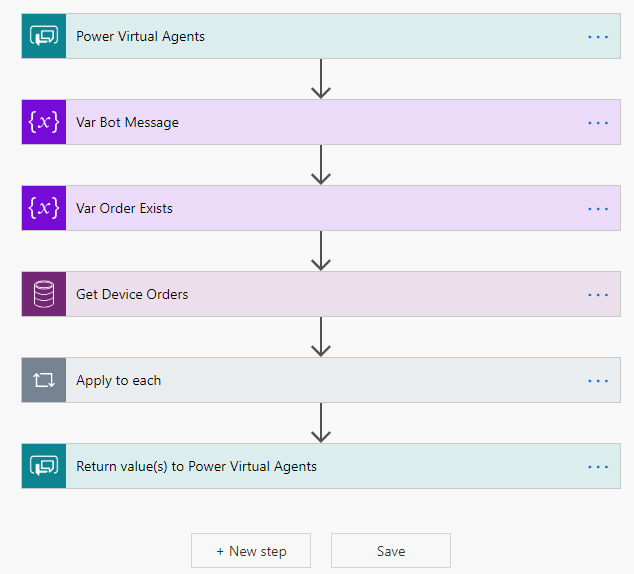 Power Virtual Agents
{x} Var Bot Message
{x} Var Order Exists
Get Device Orders
Apply to each
Return value(s) to Power Virtual Agents
+ New step Save